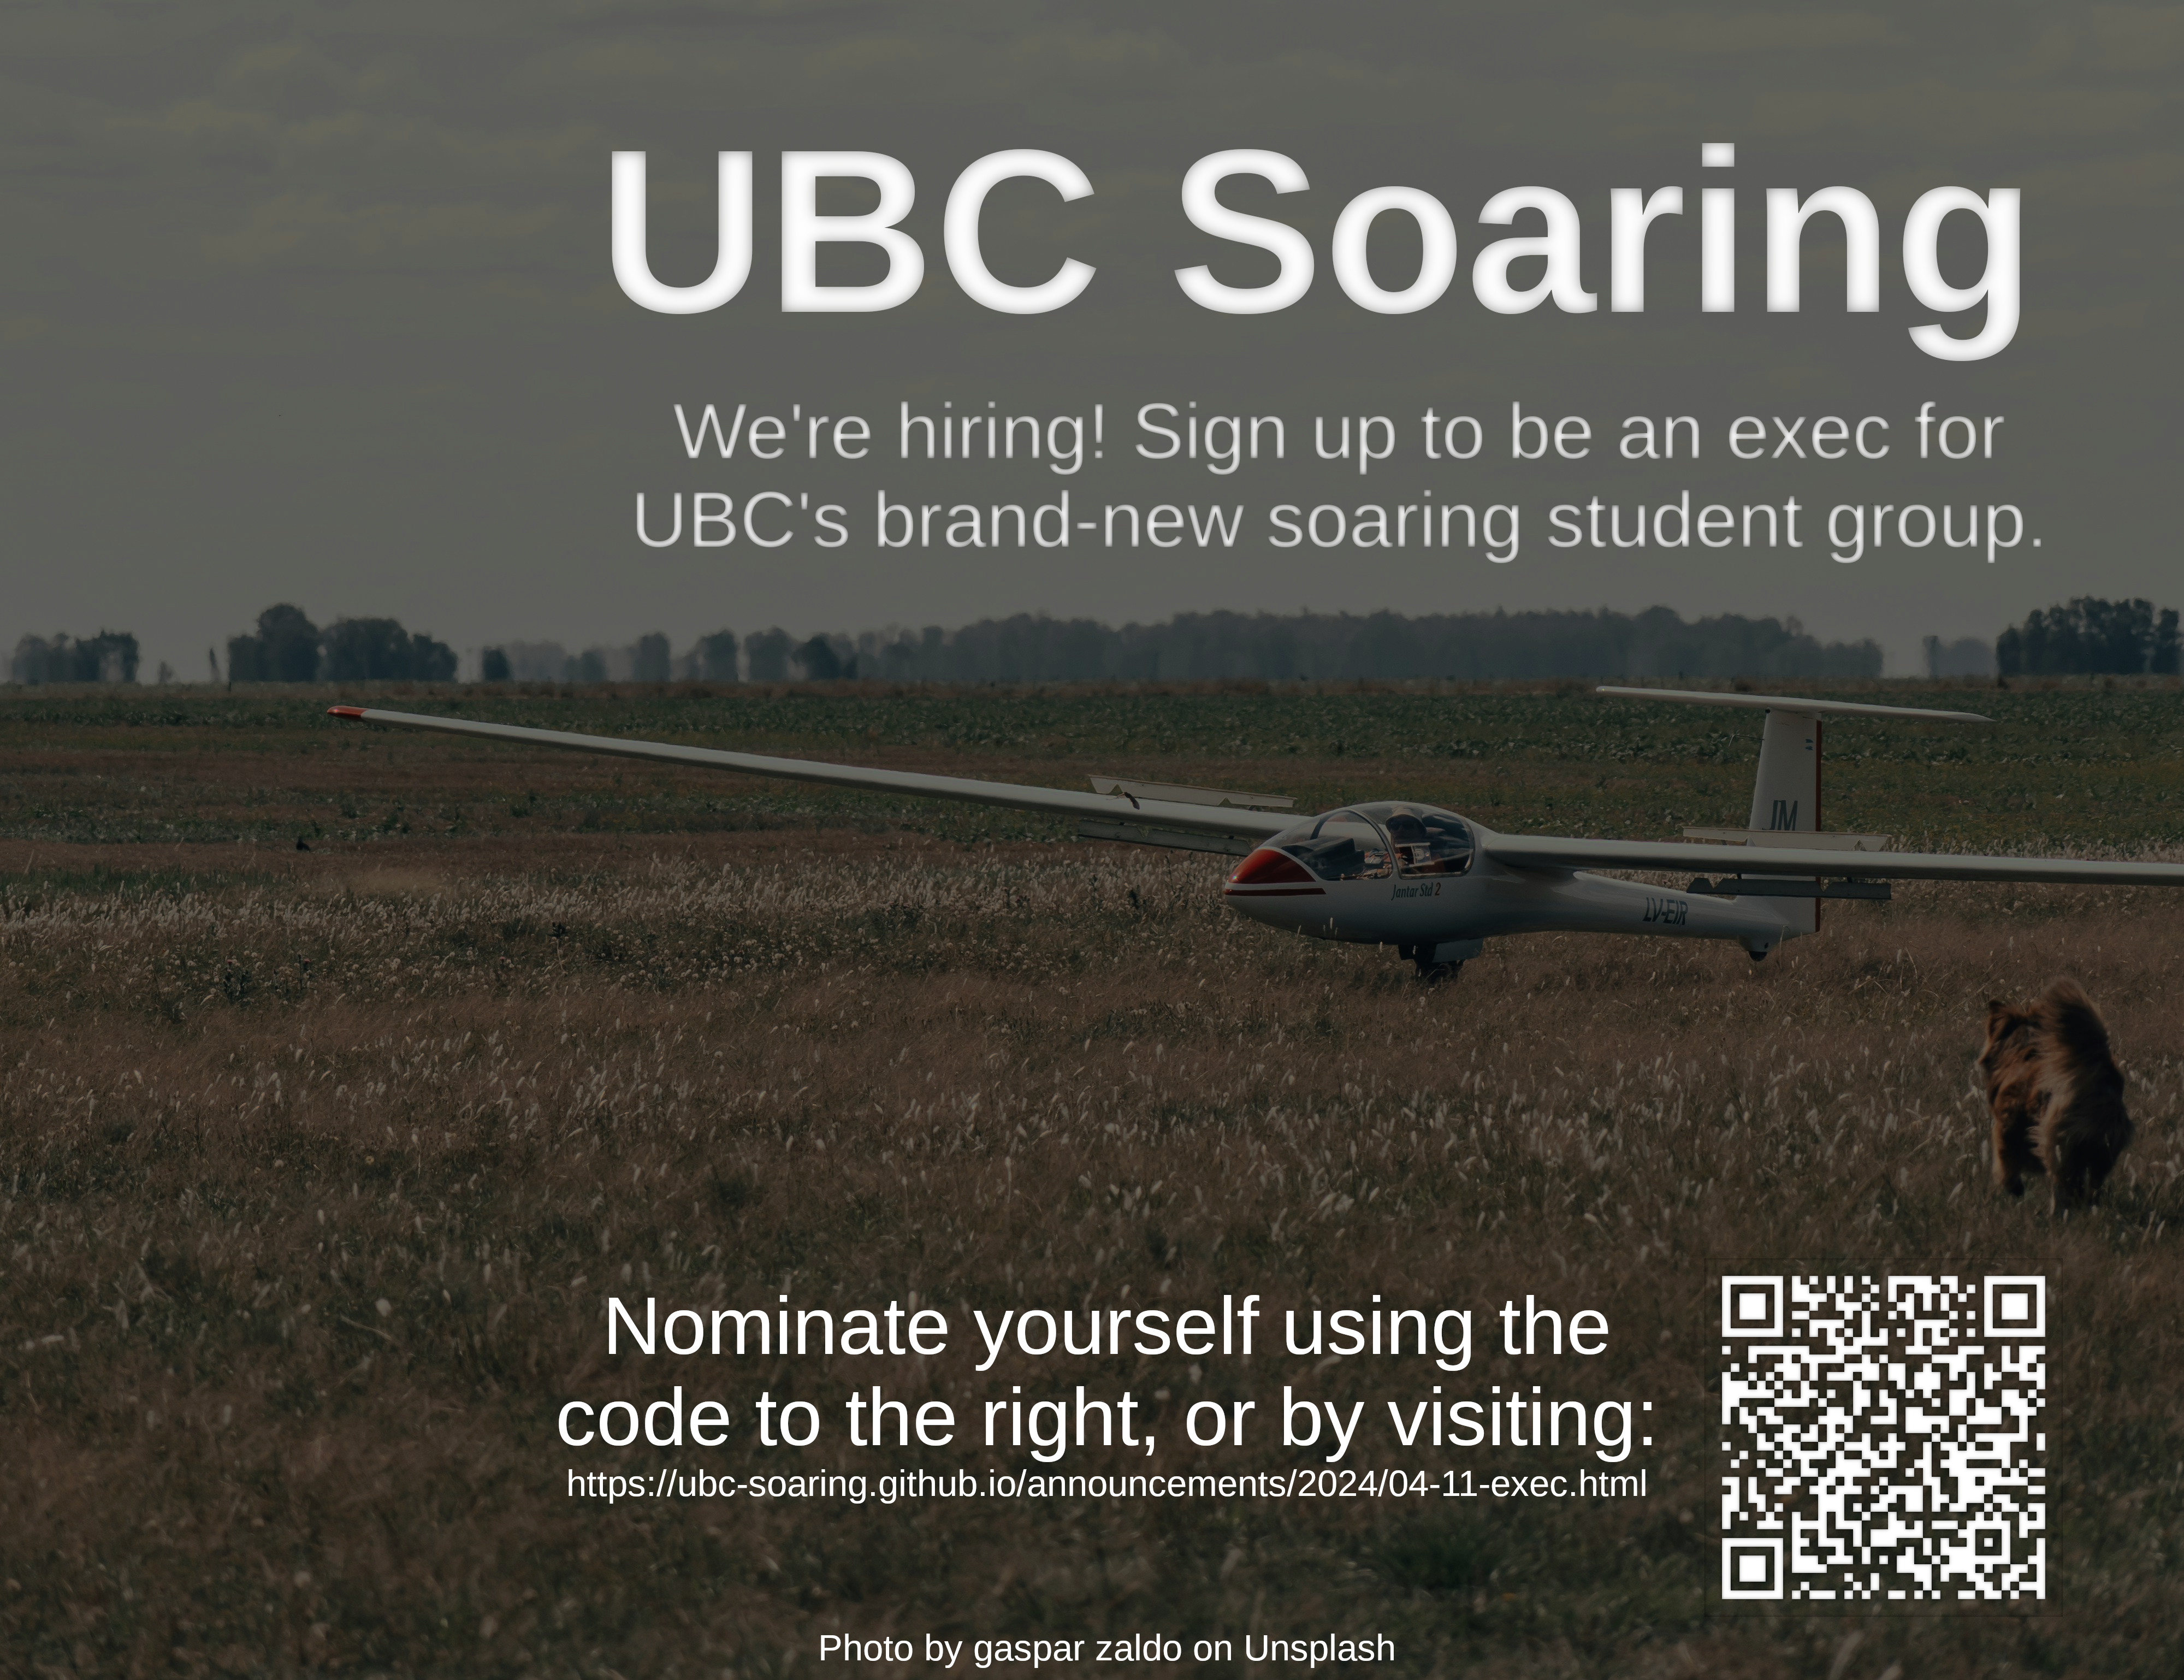 UBC Soaring
We're hiring! Sign up to be an exec for
UBC's brand-new soaring student group.
JM
Jantar Std 2
LV-EIR
Nominate yourself using the
code to the right, or by visiting:
https://ubc-soaring.github.io/announcements/2024/04-11-exec.html
Photo by gaspar zaldo on Unsplash